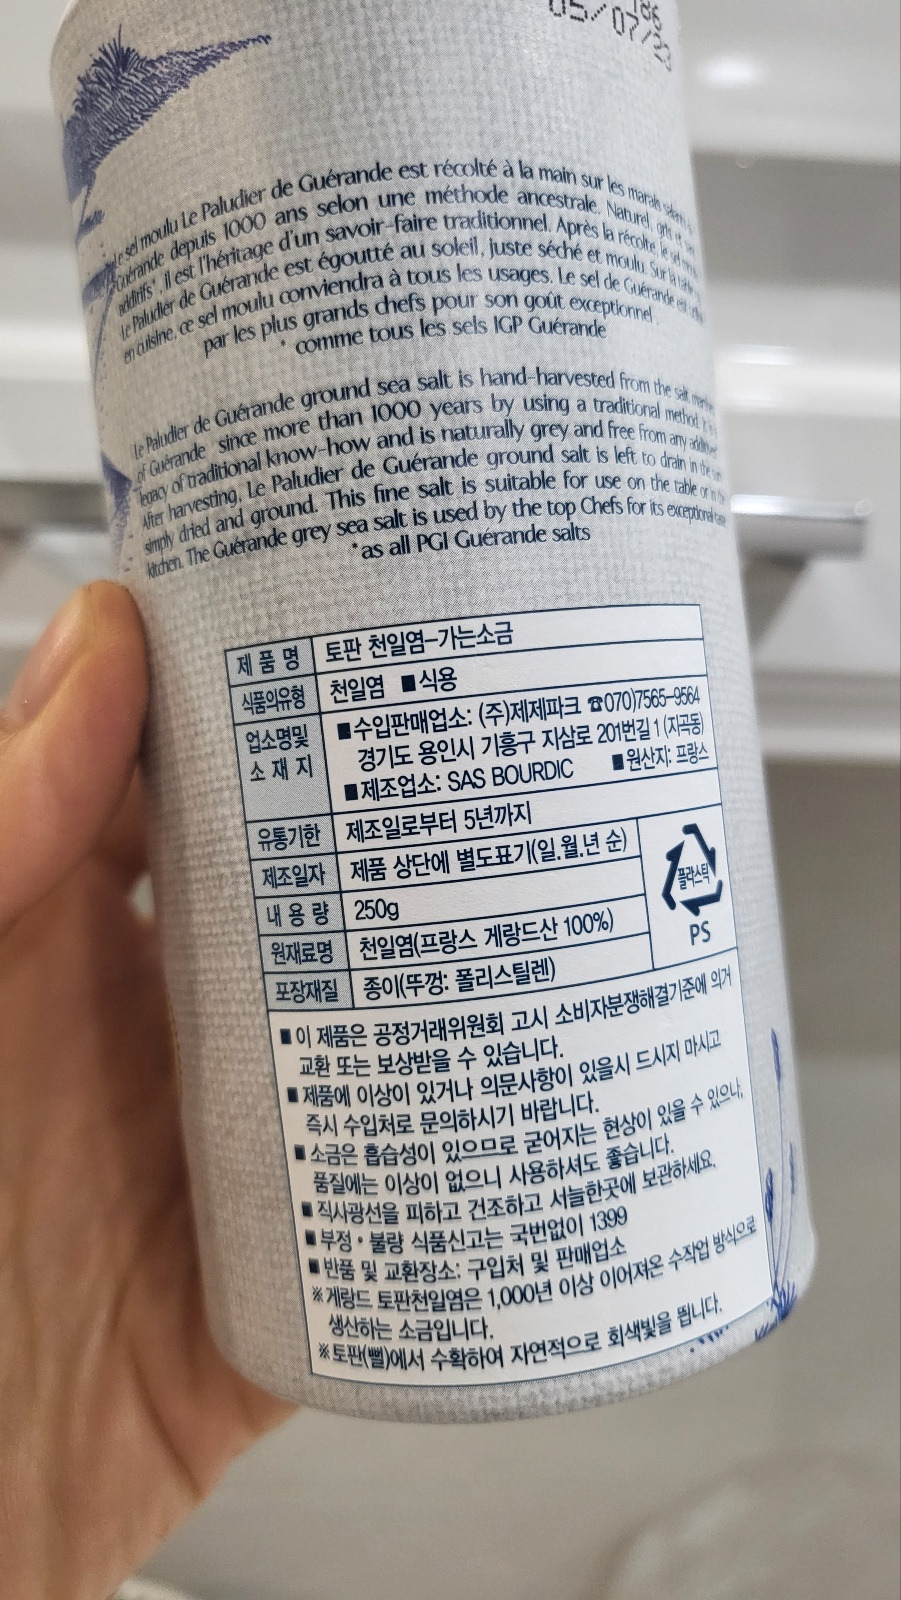 186
05/07/23
Le sel moulu Le Paludier de Guérande est récolté à la main sur les marais salants
Guérande depuis 1000 ans selon une méthode ancestrale. Naturel, gris et
additifs*, il est l'héritage d'un savoir-faire traditionnel. Après la récolte, le sel
Le Paludier de Guérande est égoutté au soleil, juste séché et moulu. Sur la table
en cuisine, ce sel moulu conviendra à tous les usages. Le sel de Guérande est
par les plus grands chefs pour son goût exceptionnel.
* comme tous les sels IGP Guérande
Le Paludier de Guérande ground sea salt is hand-harvested from the salt marshes
of Guérande since more than 1000 years by using a traditional method.
legacy of traditional know-how and is naturally grey and free from any
After harvesting, Le Paludier de Guérande ground salt is left to drain in the
simply dried and ground. This fine salt is suitable for use on the table or in
kitchen. The Guérande grey sea salt is used by the top Chefs for its exceptional
*as all PGI Guérande salts
제 품 명 토판 천일염-가는소금
식품의유형 천일염 ■식용
업소명및 ■수입판매업소: (주)제제파크 ☎070)7565-9564
소 재 지 경기도 용인시 기흥구 지삼로 201번길 1 (지곡동)
■제조업소: SAS BOURDIC ■원산지: 프랑스
유통기한 제조일로부터 5년까지
제조일자 제품 상단에 별도표기(일.월.년 순)
내 용 량 250g
플라스틱
원재료명 천일염(프랑스 게랑드산 100%)
PS
포장재질 종이(뚜껑: 폴리스틸렌)
■ 이 제품은 공정거래위원회 고시 소비자분쟁해결기준에 의거
교환 또는 보상받을 수 있습니다.
■ 제품에 이상이 있거나 의문사항이 있을시 드시지 마시고
즉시 수입처로 문의하시기 바랍니다.
■ 소금은 흡습성이 있으므로 굳어지는 현상이 있을 수 있으나,
품질에는 이상이 없으니 사용하셔도 좋습니다.
■ 직사광선을 피하고 건조하고 서늘한곳에 보관하세요.
■ 부정·불량 식품신고는 국번없이 1399
■ 반품 및 교환장소: 구입처 및 판매업소
※게랑드 토판천일염은 1,000년 이상 이어져온 수작업 방식으로
생산하는 소금입니다.
※토판(뻘)에서 수확하여 자연적으로 회색빛을 띕니다.